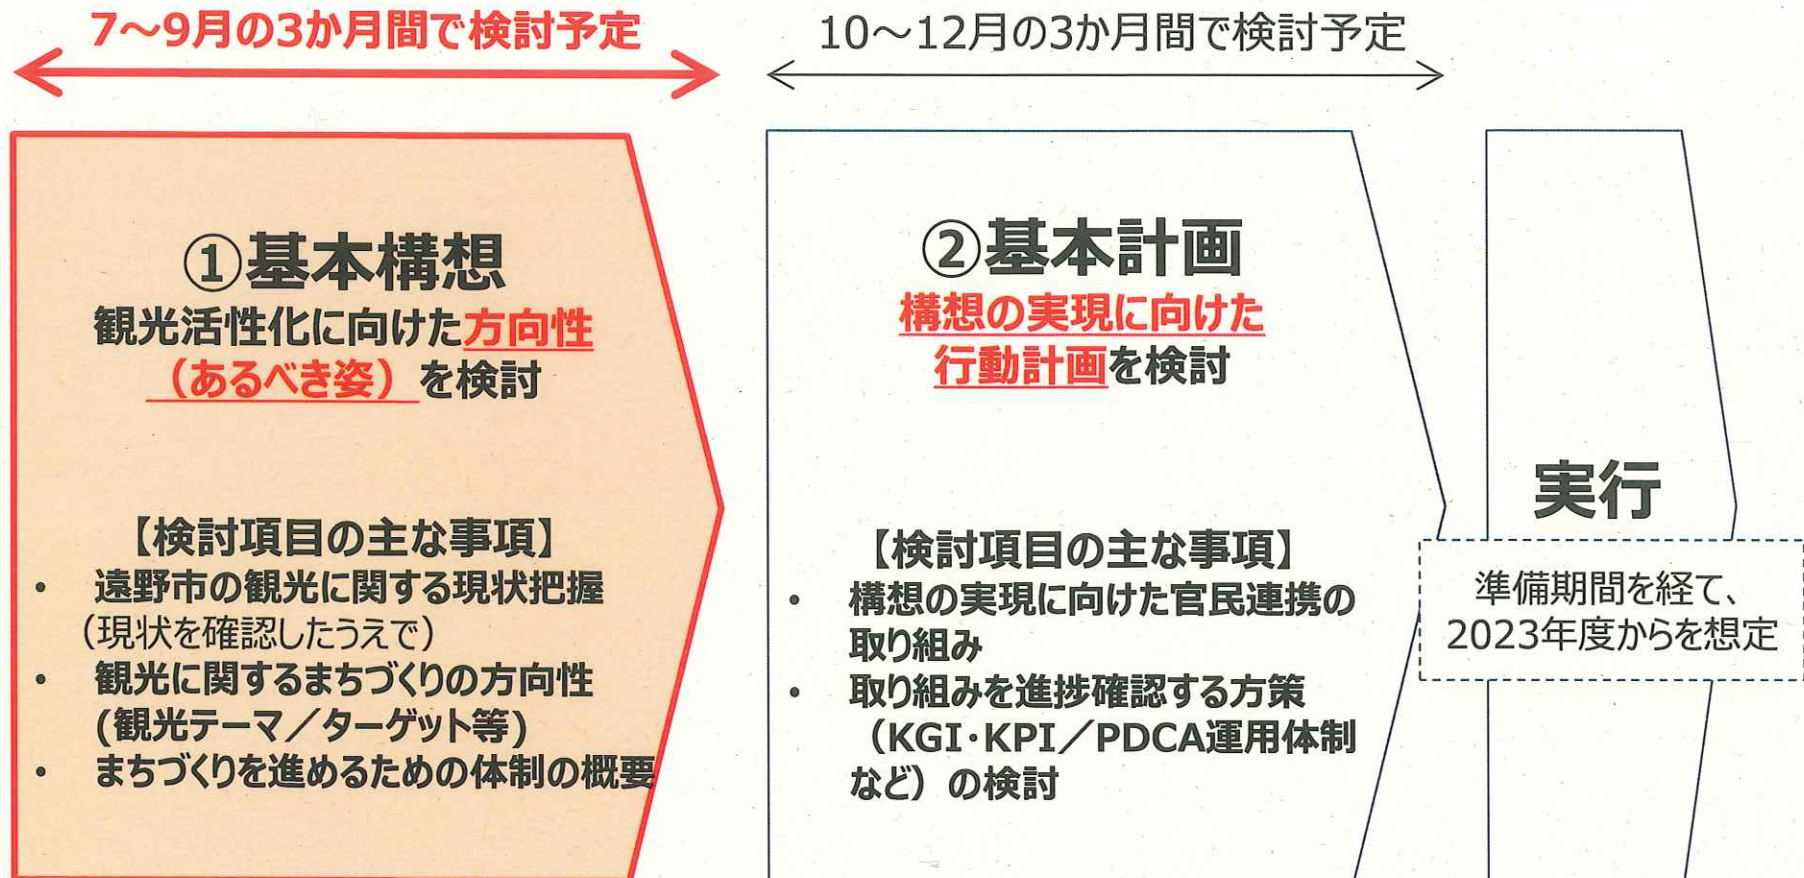 7～9月の3か月間で検討予定
10～12月の3か月間で検討予定
①基本構想
観光活性化に向けた方向性
（あるべき姿）を検討
【検討項目の主な事項】
• 遠野市の観光に関する現状把握
（現状を確認したうえで）
• 観光に関するまちづくりの方向性
(観光テーマ／ターゲット等)
• まちづくりを進めるための体制の概要
②基本計画
構想の実現に向けた
行動計画を検討
【検討項目の主な事項】
• 構想の実現に向けた官民連携の
取り組み
• 取り組みを進捗確認する方策
（KGI･KPI／PDCA運用体制
など）の検討
実行
準備期間を経て、
2023年度からを想定